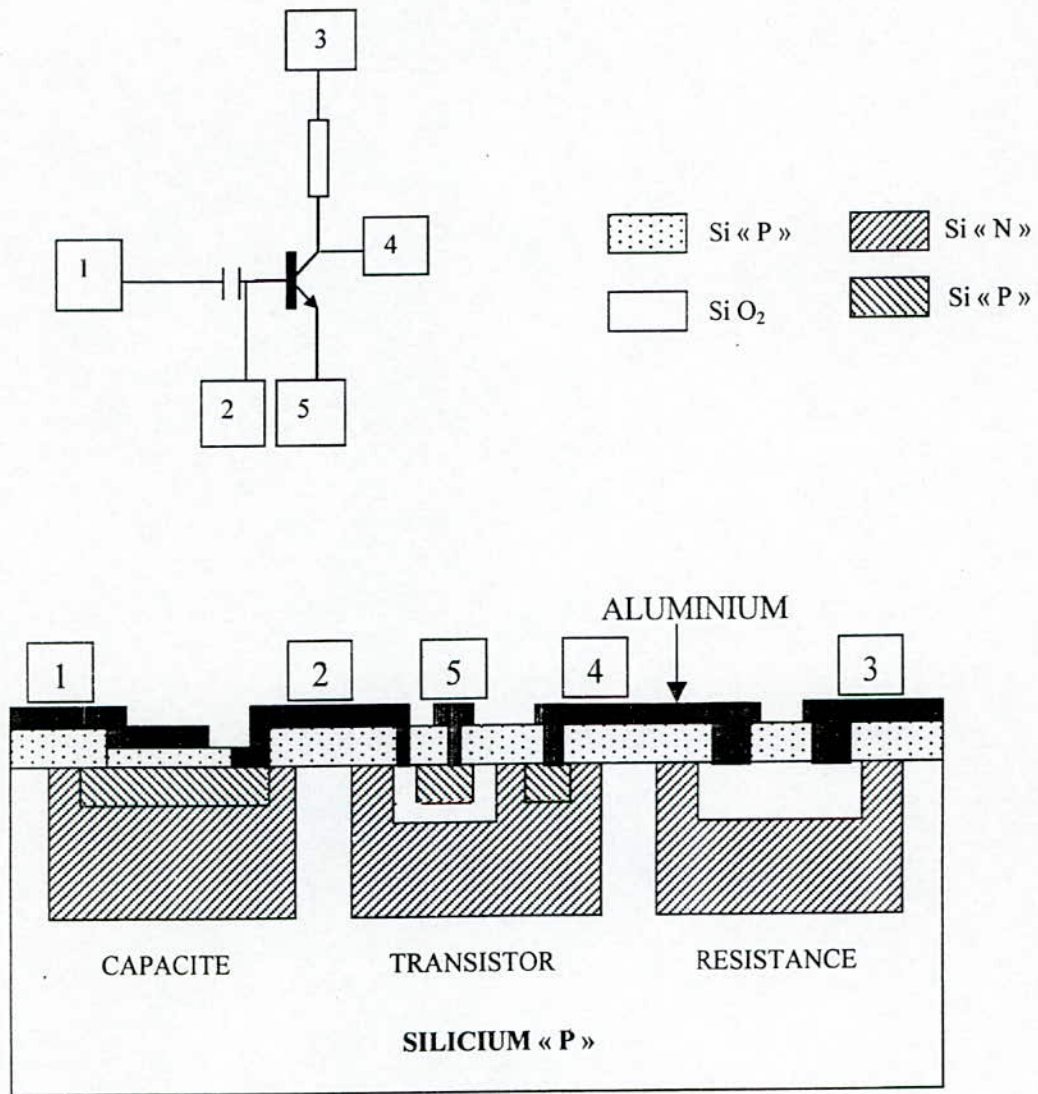 3
1
4
2
5
Si « P »
Si « N »
Si O₂
Si « P »
ALUMINIUM
1
2
5
4
3
CAPACITE
TRANSISTOR
RESISTANCE
SILICIUM « P »